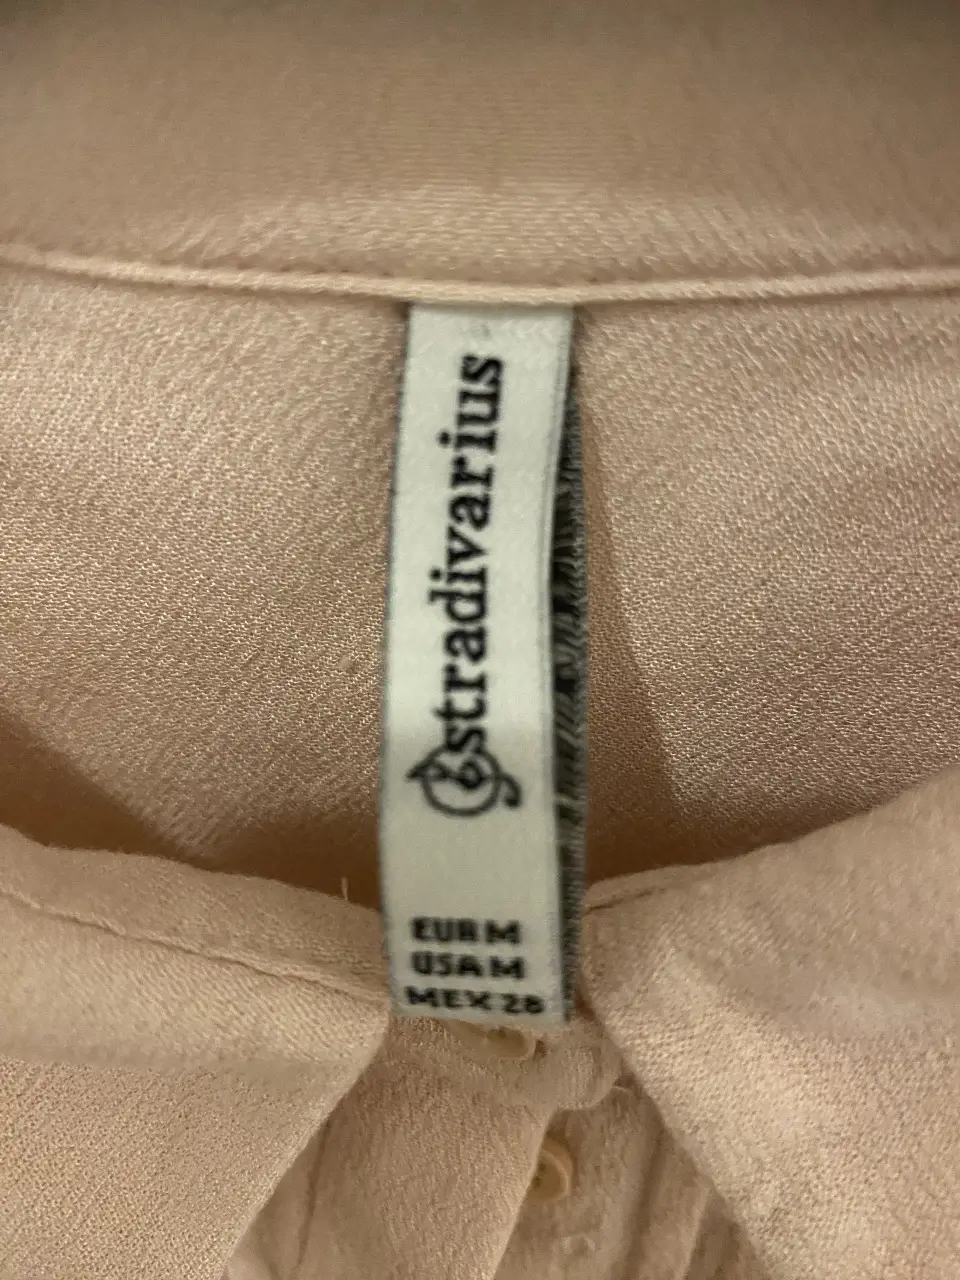 stradivarius
EUR M
USA M
MEX 28